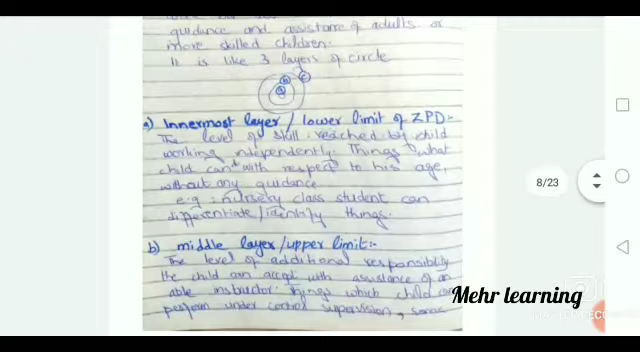 guidance and assistance of adults or
more skilled children.
It is like 3 layers of circle
b c
a
a) Innermost layer / lower limit of ZPD:-
The level of skill reached by child
working independently. Things what
child can with respect to his age,
without any guidance
e.g : nursery class student can
differentiate/identify things.
b) middle layer/upper limit:-
The level of additional responsibility
the child can accept with assistance of an
able instructor. Things which child can
perform under control supervision,
8/23
Mehr learning